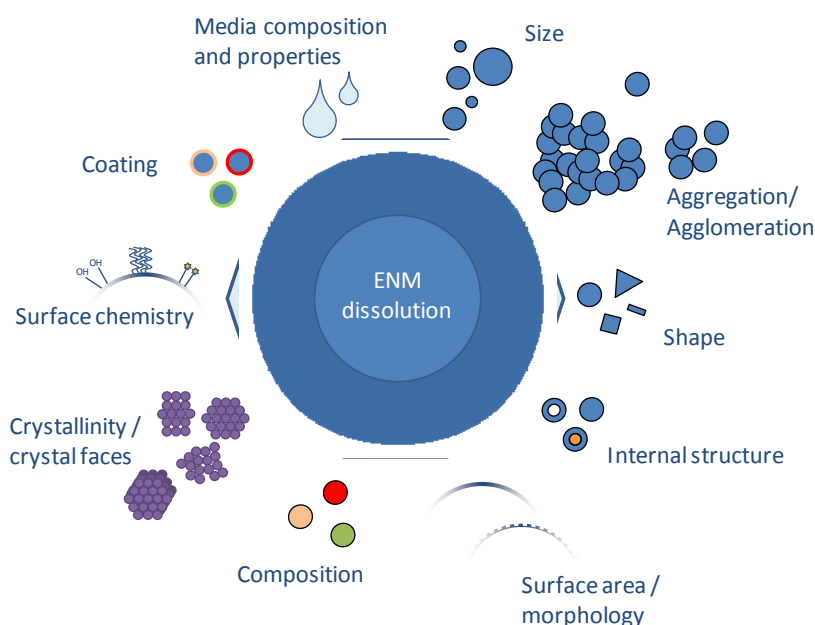 Media composition
and properties
Size
Coating
Aggregation/
Agglomeration
OH
OH
Surface chemistry
ENM
dissolution
Shape
Crystallinity /
crystal faces
Internal structure
Composition
Surface area /
morphology